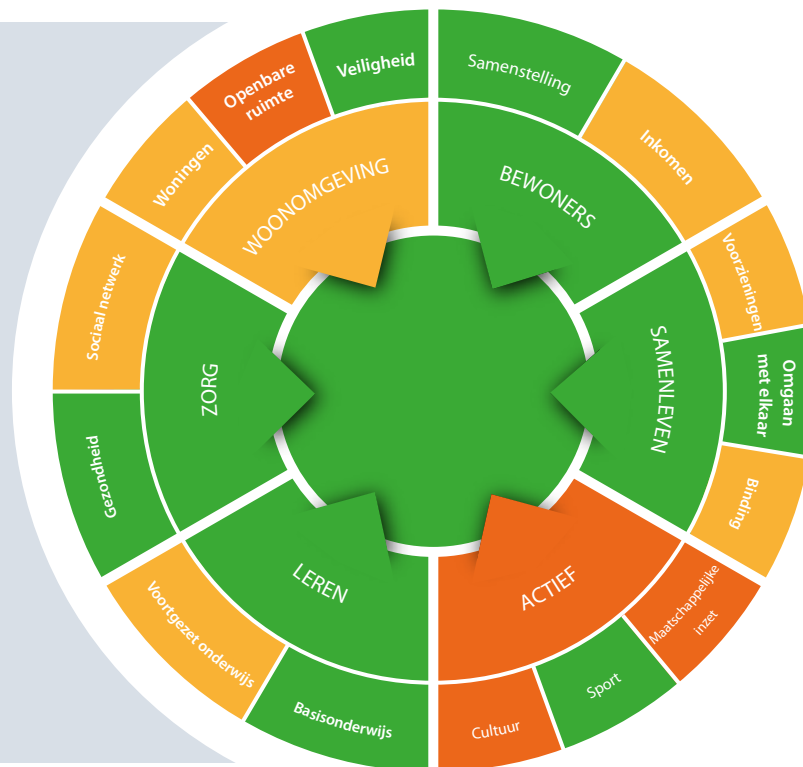 Veiligheid
Samenstelling
Openbare
ruimte
Inkomen
Woningen
WOONOMGEVING
BEWONERS
Voorzieningen
Sociaal netwerk
ZORG
SAMENLEVEN
Omgaan
met elkaar
Gezondheid
Binding
LEREN
ACTIEF
Maatschappelijke
inzet
Voortgezet onderwijs
Sport
Basisonderwijs
Cultuur